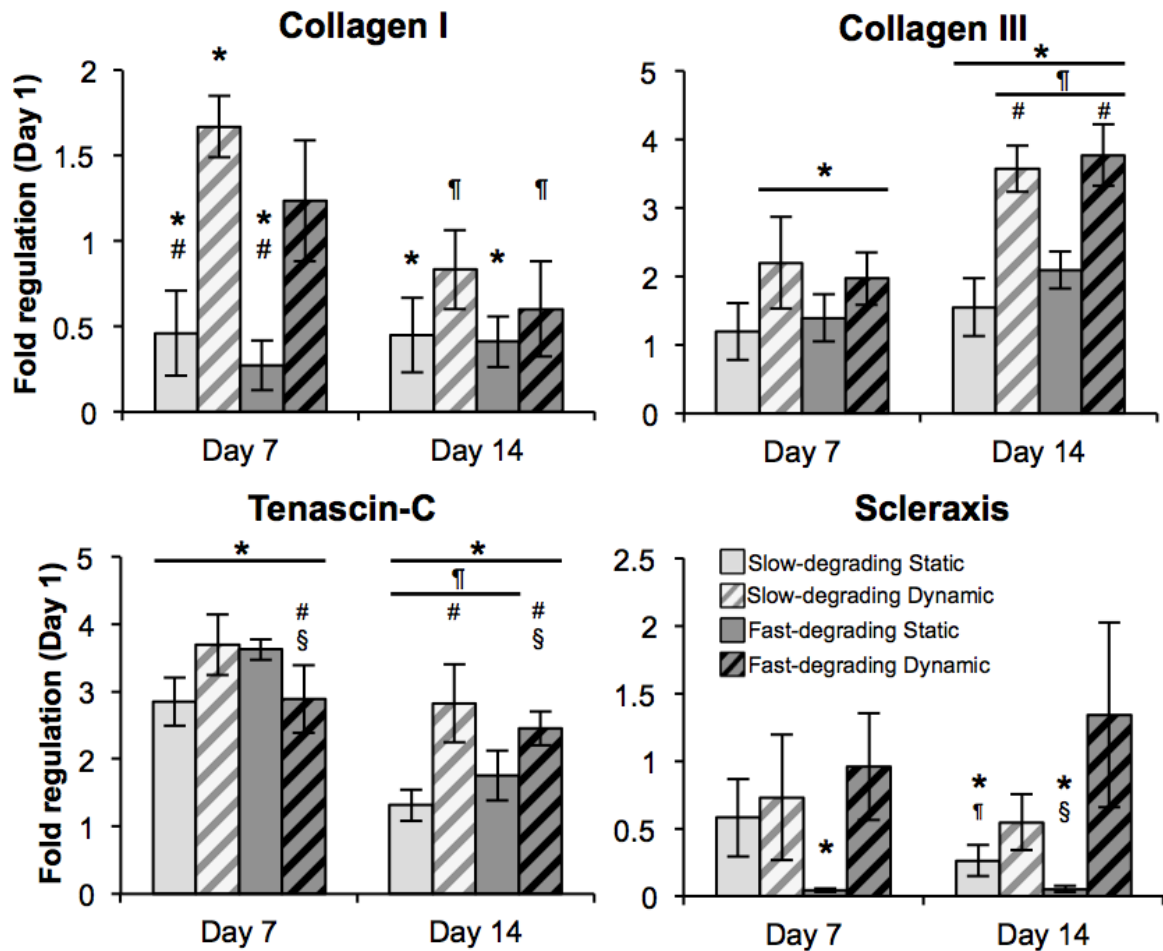 Collagen I
Fold regulation (Day 1)
2
1.5
1
0.5
0
*
*
#
*
#
*
¶
*
¶
Day 7
Day 14
Collagen III
5
4
3
2
1
0
*
*
¶
#
#
Day 7
Day 14
Tenascin-C
Fold regulation (Day 1)
5
4
3
2
1
0
*
#
§
*
¶
#
#
§
Day 7
Day 14
Scleraxis
2.5
2
1.5
1
0.5
0
Slow-degrading Static
Slow-degrading Dynamic
Fast-degrading Static
Fast-degrading Dynamic
*
*
¶
*
§
Day 7
Day 14